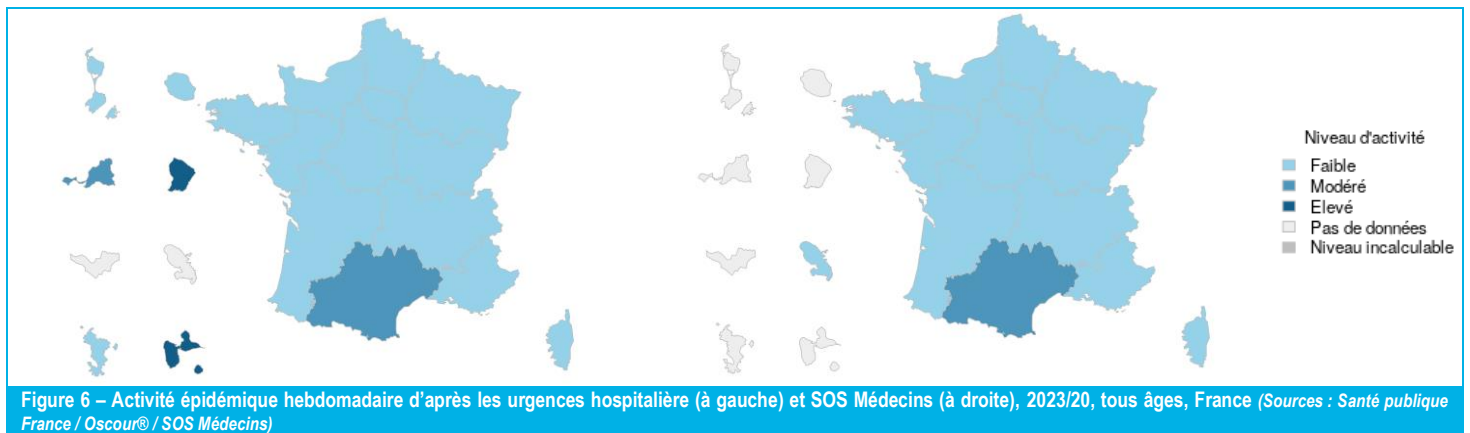 Niveau d'activité
Faible
Modéré
Elevé
Pas de données
Niveau incalculable
Figure 6 – Activité épidémique hebdomadaire d'après les urgences hospitalière (à gauche) et SOS Médecins (à droite), 2023/20, tous âges, France (Sources : Santé publique
France / Oscour® / SOS Médecins)